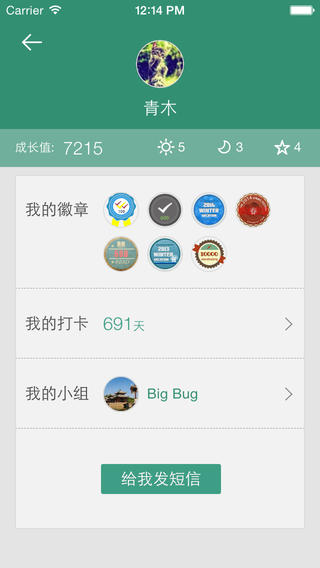 Carrier 12:14 PM
青木
成长值: 7215 5 3 4
我的徽章
100
2014
WINTER
2013
WINTER
10000
我的打卡 691天
我的小组 Big Bug
给我发短信